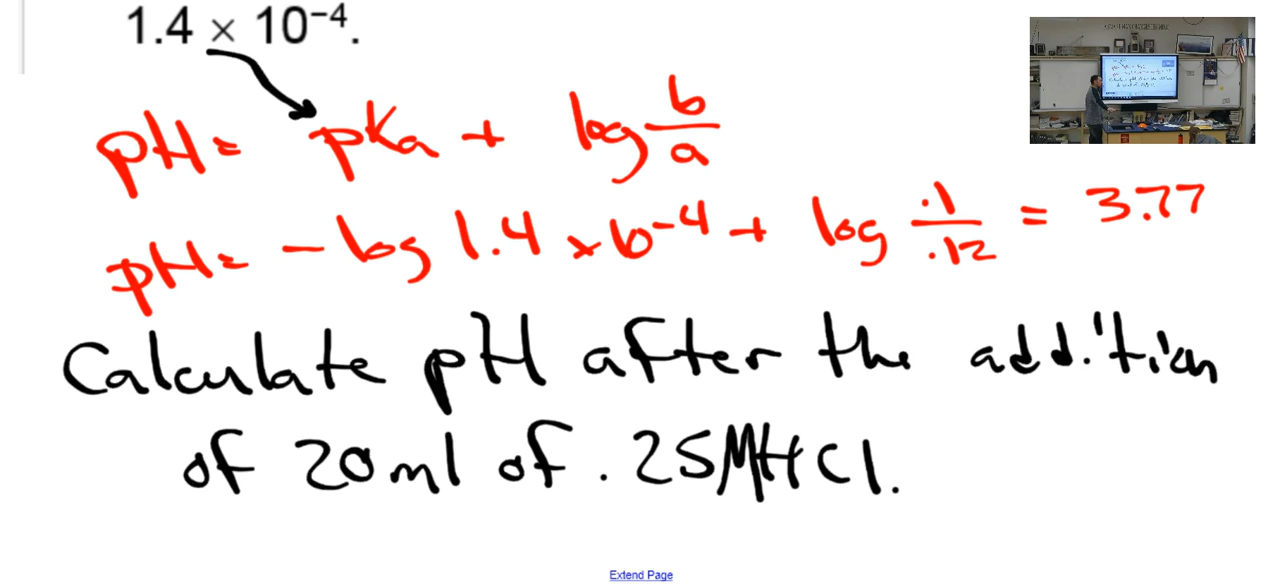 1.4 × 10⁻⁴.
pH = pKa + log b/a
pH = - log 1.4 x 10⁻⁴ + log .1/.12 = 3.77
Calculate pH after the addition
of 20ml of .25M HCl.
Extend Page